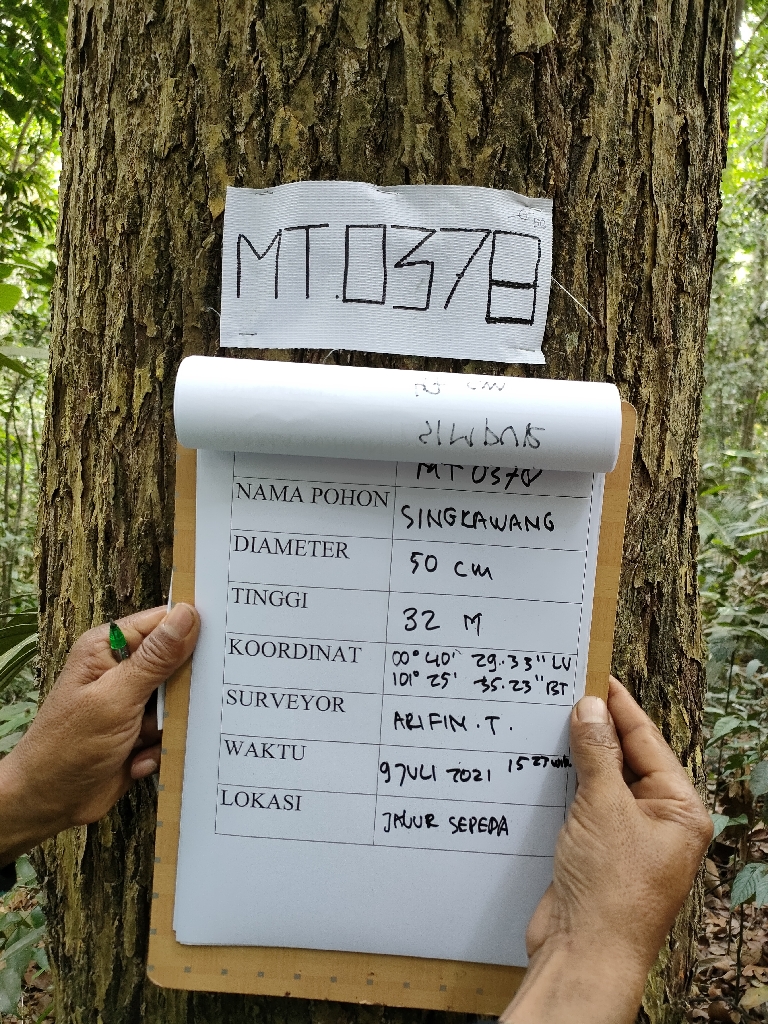 MT.0378
MT 0378
NAMA POHON SINGKAWANG
DIAMETER 50 cm
TINGGI 32 M
KOORDINAT 00° 40' 29.33" LU
101° 25' 35.23" BT
SURVEYOR ARIFIN.T.
WAKTU 9 JULI 2021 15 27 WIB
LOKASI JALUR SEPEDA